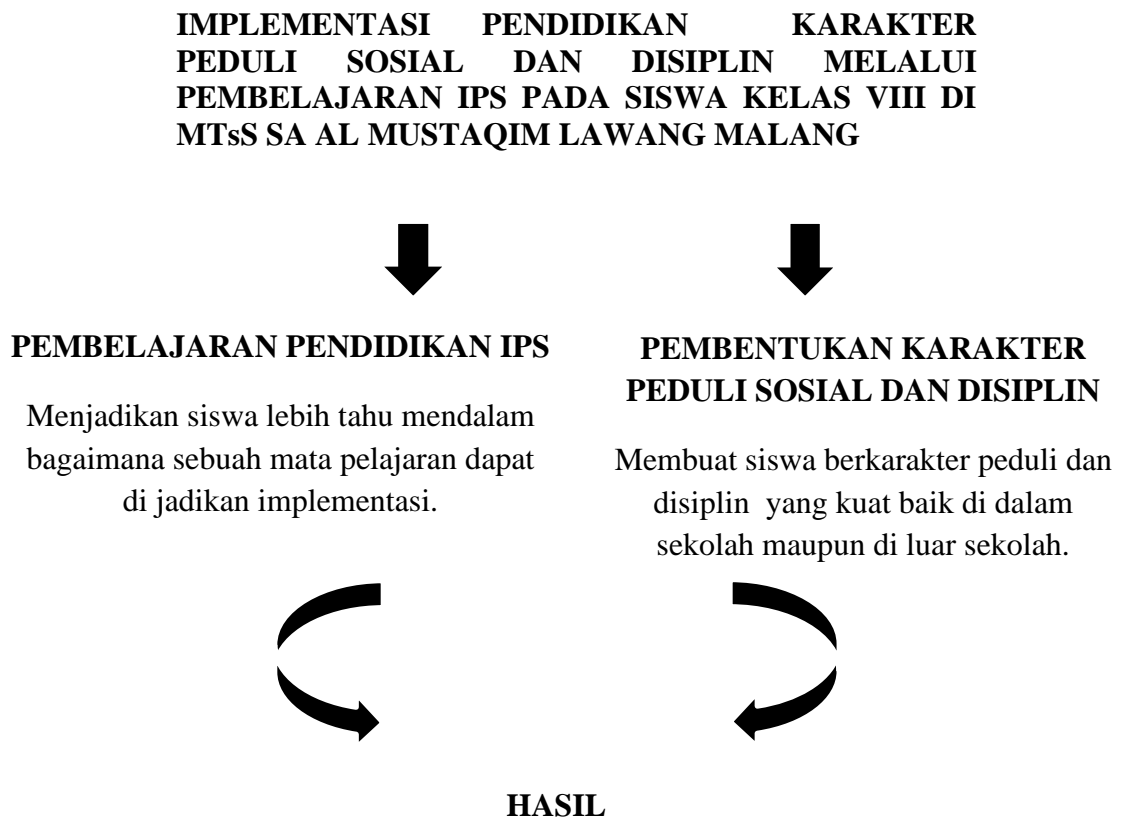 IMPLEMENTASI PENDIDIKAN KARAKTER
PEDULI SOSIAL DAN DISIPLIN MELALUI
PEMBELAJARAN IPS PADA SISWA KELAS VIII DI
MTsS SA AL MUSTAQIM LAWANG MALANG
PEMBELAJARAN PENDIDIKAN IPS
Menjadikan siswa lebih tahu mendalam
bagaimana sebuah mata pelajaran dapat
di jadikan implementasi.
PEMBENTUKAN KARAKTER
PEDULI SOSIAL DAN DISIPLIN
Membuat siswa berkarakter peduli dan
disiplin yang kuat baik di dalam
sekolah maupun di luar sekolah.
HASIL